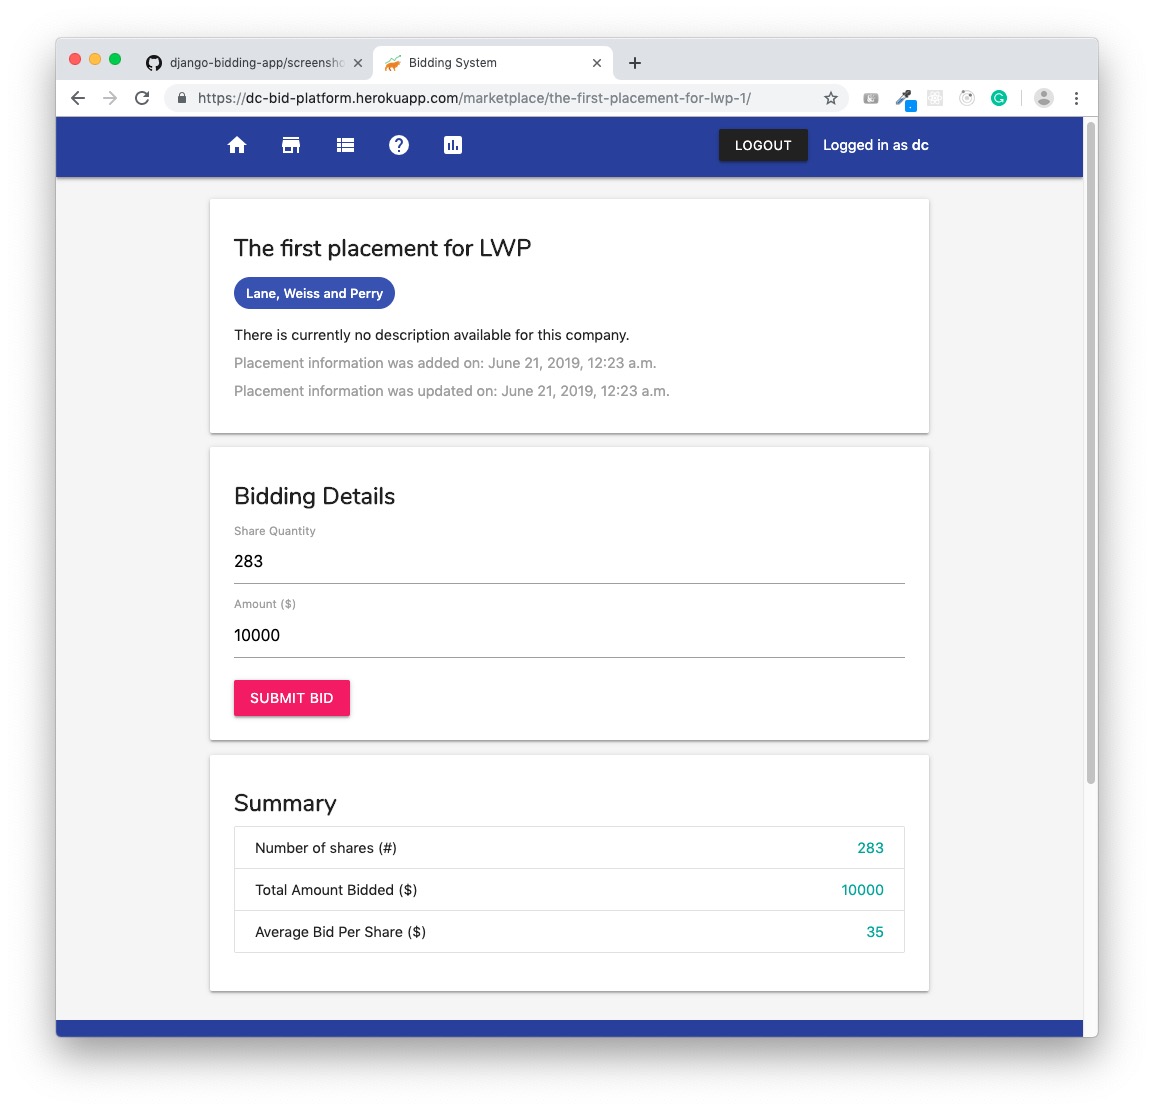 django-bidding-app/screensho
Bidding System
https://dc-bid-platform.herokuapp.com/marketplace/the-first-placement-for-lwp-1/
LOGOUT
Logged in as dc
The first placement for LWP
Lane, Weiss and Perry
There is currently no description available for this company.
Placement information was added on: June 21, 2019, 12:23 a.m.
Placement information was updated on: June 21, 2019, 12:23 a.m.
Bidding Details
Share Quantity
283
Amount ($)
10000
SUBMIT BID
Summary
Number of shares (#) 283
Total Amount Bidded ($) 10000
Average Bid Per Share ($) 35